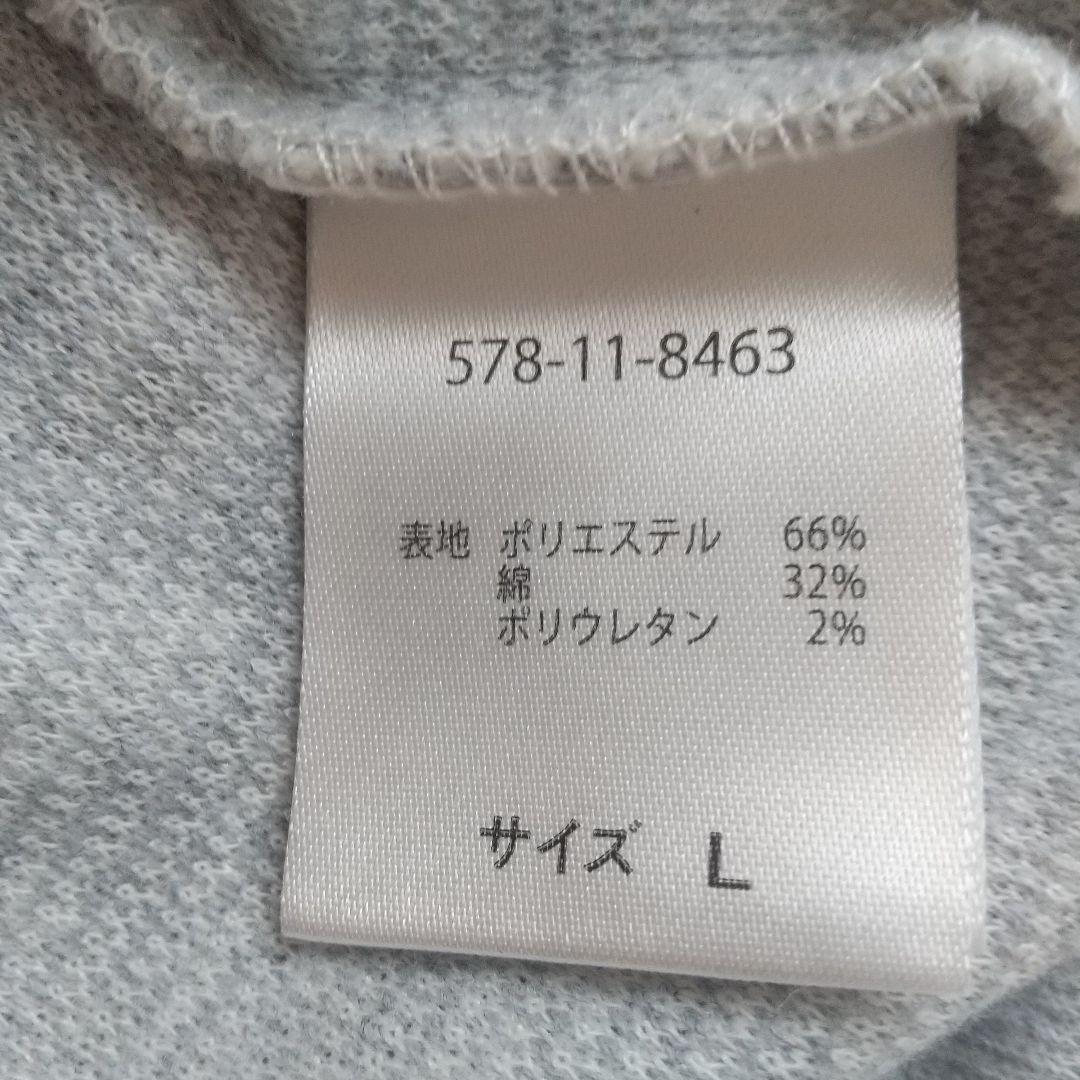 578-11-8463
表地 ポリエステル 66%
綿 32%
ポリウレタン 2%
サイズ L